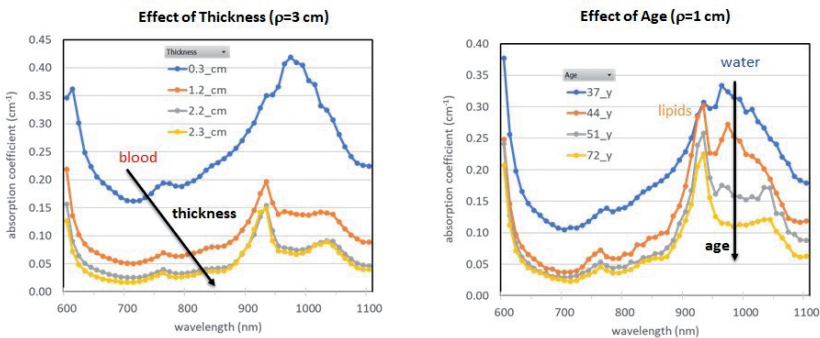 Effect of Thickness (ρ=3 cm)
absorption coefficient (cm⁻¹)
0.45
0.40
0.35
0.30
0.25
0.20
0.15
0.10
0.05
0.00
Thickness
0.3_cm
1.2_cm
2.2_cm
2.3_cm
blood
thickness
600
700
800
900
1000
1100
wavelength (nm)
Effect of Age (ρ=1 cm)
absorption coefficient (cm⁻¹)
0.40
0.35
0.30
0.25
0.20
0.15
0.10
0.05
0.00
water
Age
37_y
44_y
51_y
72_y
lipids
age
600
700
800
900
1000
1100
wavelength (nm)